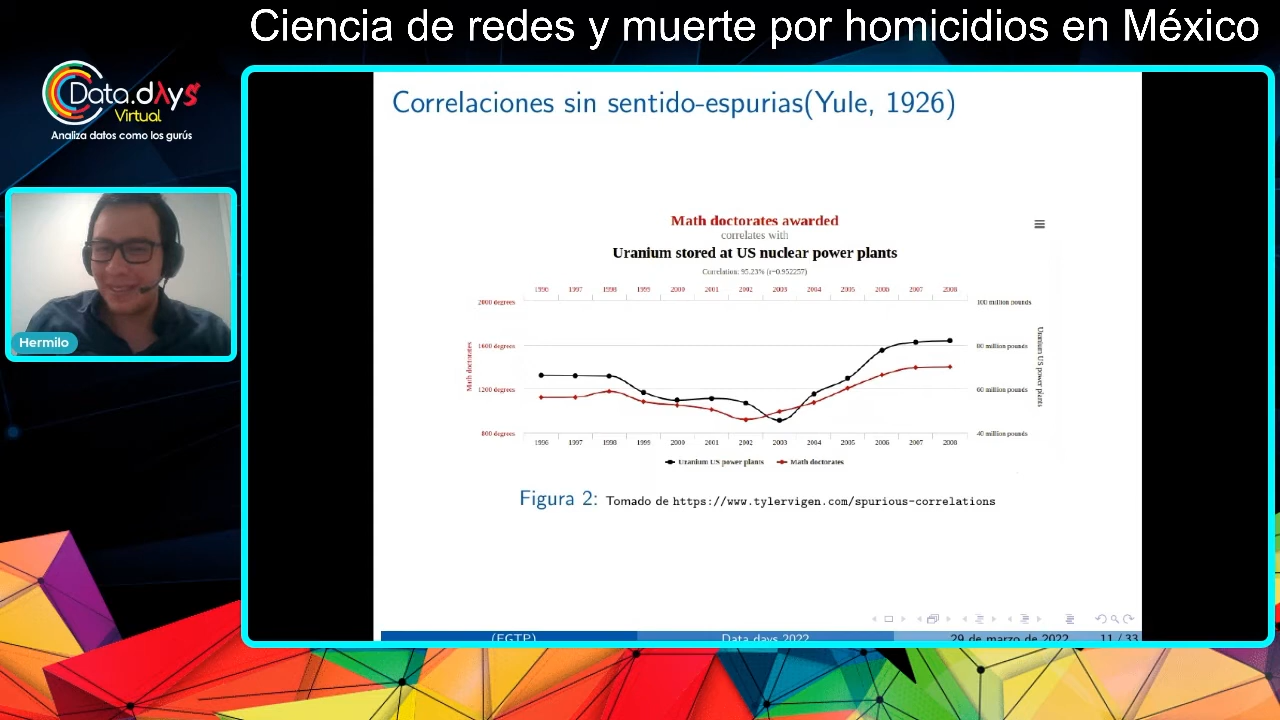 Ciencia de redes y muerte por homicidios en México
Data.dAys
Virtual
Analiza datos como los gurús
Hermilo
Correlaciones sin sentido-espurias(Yule, 1926)
Math doctorates awarded
correlates with
Uranium stored at US nuclear power plants
Correlation: 95.23% (r=0.952257)
1996 1997 1998 1999 2000 2001 2002 2003 2004 2005 2006 2007 2008
2000 degrees 100 million pounds
1600 degrees 80 million pounds
1200 degrees 60 million pounds
800 degrees 40 million pounds
Math doctorates
Uranium US power plants
1996 1997 1998 1999 2000 2001 2002 2003 2004 2005 2006 2007 2008
Uranium US power plants Math doctorates
Figura 2: Tomado de https://www.tylervigen.com/spurious-correlations
(EGTP) Data days 2022 29 de marzo de 2022 11 / 33